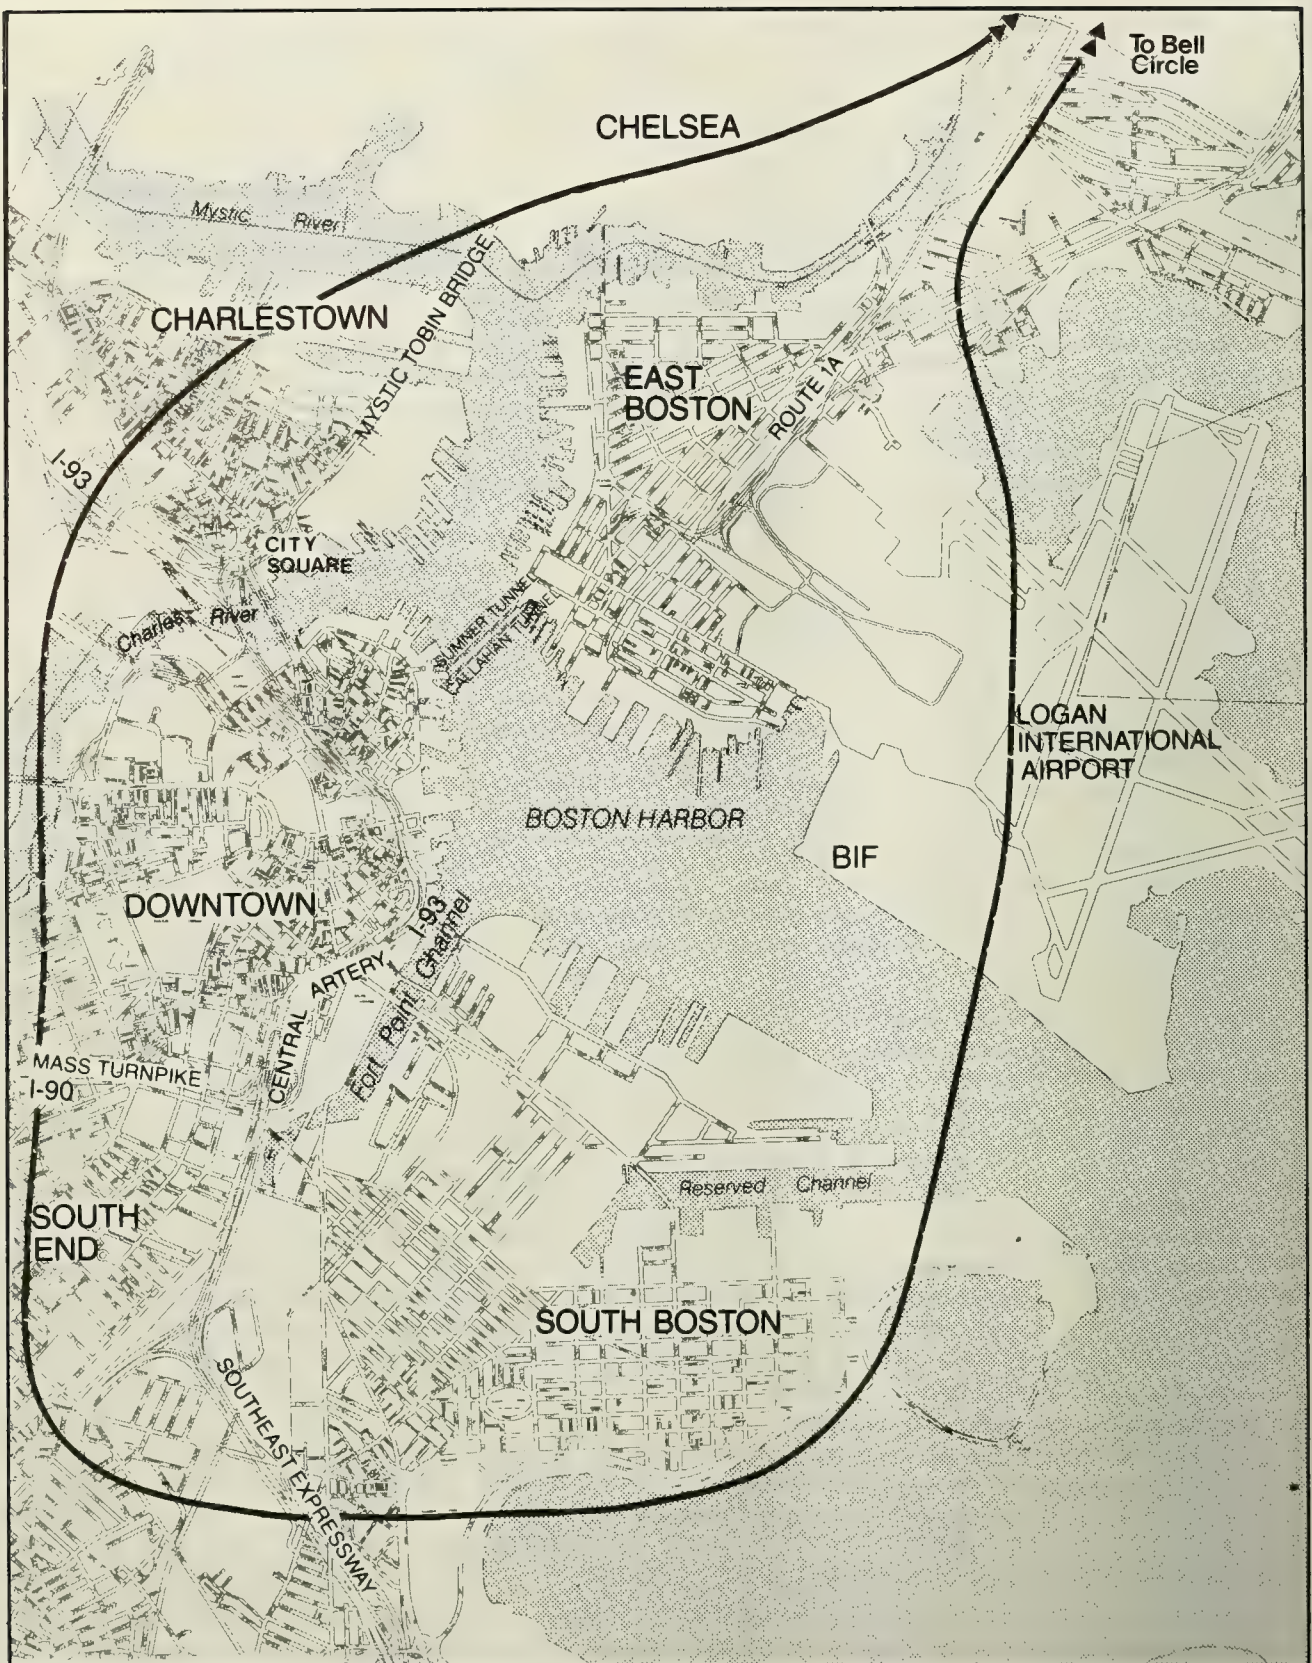 To Bell
Circle
CHELSEA
Mystic River
CHARLESTOWN
MYSTIC TOBIN BRIDGE
EAST
BOSTON
ROUTE 1A
I-93
CITY
SQUARE
Charles River
SUMNER TUNNEL
CALLAHAN TUNNEL
LOGAN
INTERNATIONAL
AIRPORT
BOSTON HARBOR
BIF
DOWNTOWN
I-93
Fort Point Channel
CENTRAL ARTERY
MASS TURNPIKE
I-90
Reserved Channel
SOUTH
END
SOUTH BOSTON
SOUTHEAST EXPRESSWAY